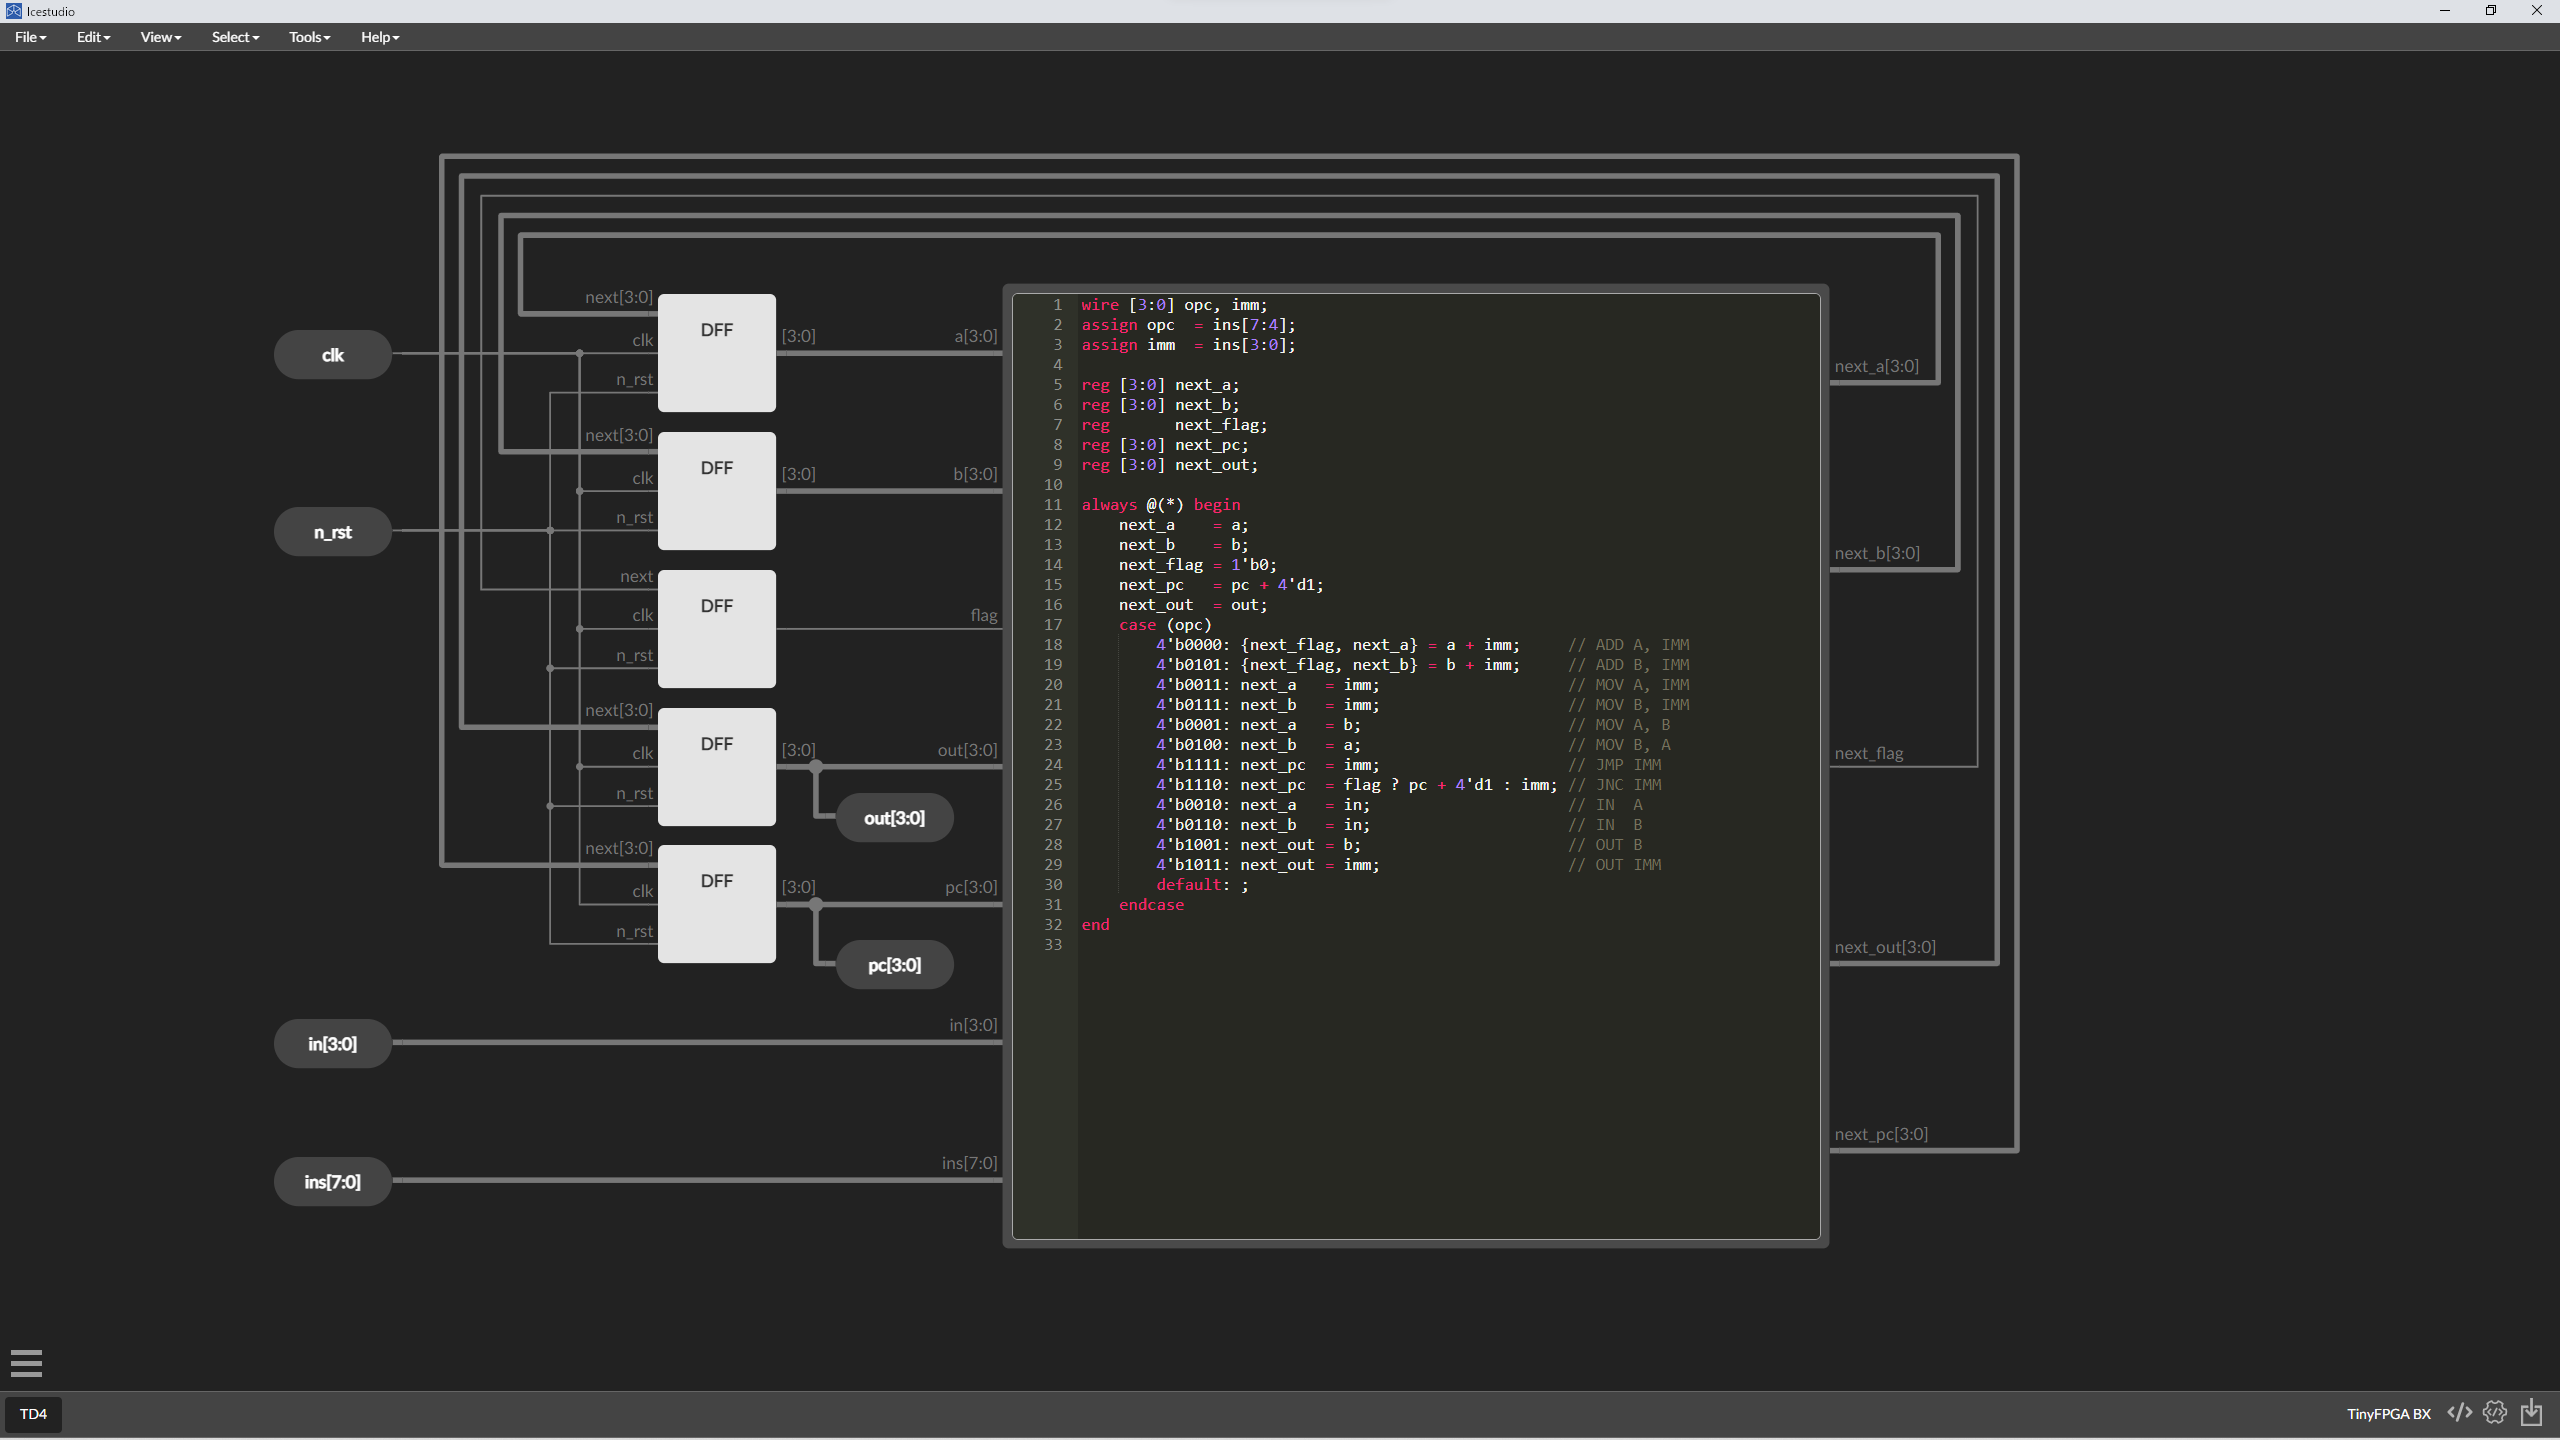 Icestudio
File Edit View Select Tools Help
next[3:0]
clk
n_rst
DFF
[3:0]
a[3:0]
clk
next[3:0]
clk
n_rst
DFF
[3:0]
b[3:0]
n_rst
next
clk
n_rst
DFF
flag
next[3:0]
clk
n_rst
DFF
[3:0]
out[3:0]
out[3:0]
next[3:0]
clk
n_rst
DFF
[3:0]
pc[3:0]
pc[3:0]
in[3:0]
in[3:0]
ins[7:0]
ins[7:0]
1 wire [3:0] opc, imm;
2 assign opc  = ins[7:4];
3 assign imm  = ins[3:0];
4
5 reg [3:0] next_a;
6 reg [3:0] next_b;
7 reg       next_flag;
8 reg [3:0] next_pc;
9 reg [3:0] next_out;
10
11 always @(*) begin
12     next_a    = a;
13     next_b    = b;
14     next_flag = 1'b0;
15     next_pc   = pc + 4'd1;
16     next_out  = out;
17     case (opc)
18         4'b0000: {next_flag, next_a} = a + imm;     // ADD A, IMM
19         4'b0101: {next_flag, next_b} = b + imm;     // ADD B, IMM
20         4'b0011: next_a   = imm;                    // MOV A, IMM
21         4'b0111: next_b   = imm;                    // MOV B, IMM
22         4'b0001: next_a   = b;                      // MOV A, B
23         4'b0100: next_b   = a;                      // MOV B, A
24         4'b1111: next_pc  = imm;                    // JMP IMM
25         4'b1110: next_pc  = flag ? pc + 4'd1 : imm; // JNC IMM
26         4'b0010: next_a   = in;                     // IN  A
27         4'b0110: next_b   = in;                     // IN  B
28         4'b1001: next_out = b;                      // OUT B
29         4'b1011: next_out = imm;                    // OUT IMM
30         default: ;
31     endcase
32 end
33
next_a[3:0]
next_b[3:0]
next_flag
next_out[3:0]
next_pc[3:0]
TD4
TinyFPGA BX